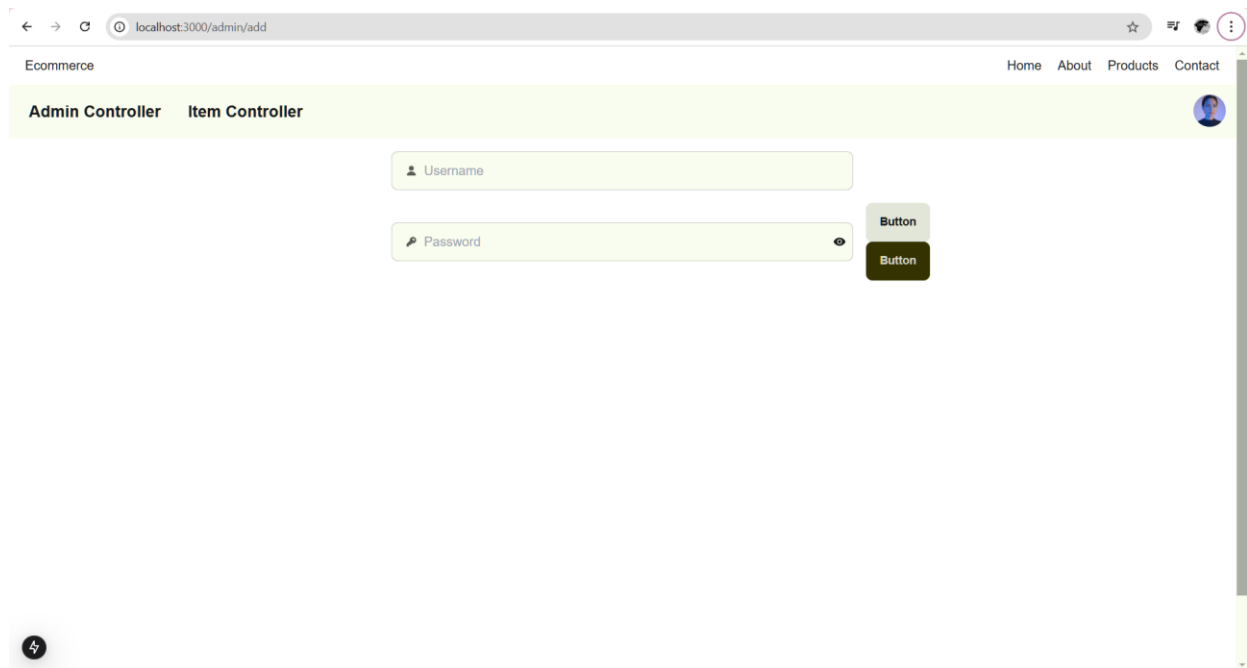 localhost:3000/admin/add
Ecommerce Home About Products Contact
Admin Controller Item Controller
Username
Button
Password
Button